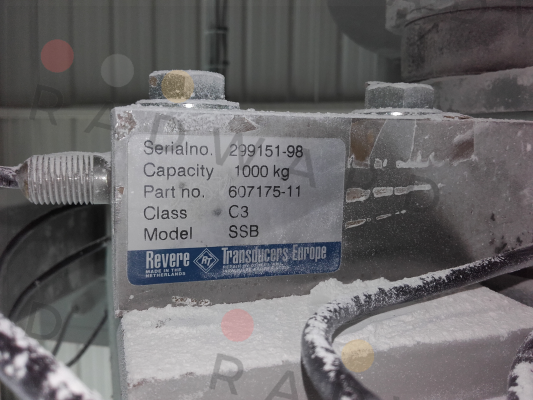 Serialno. 299151-98
Capacity 1000 kg
Part no. 607175-11
Class C3
Model SSB
Revere RT Transducers Europe
MADE IN THE
NETHERLANDS